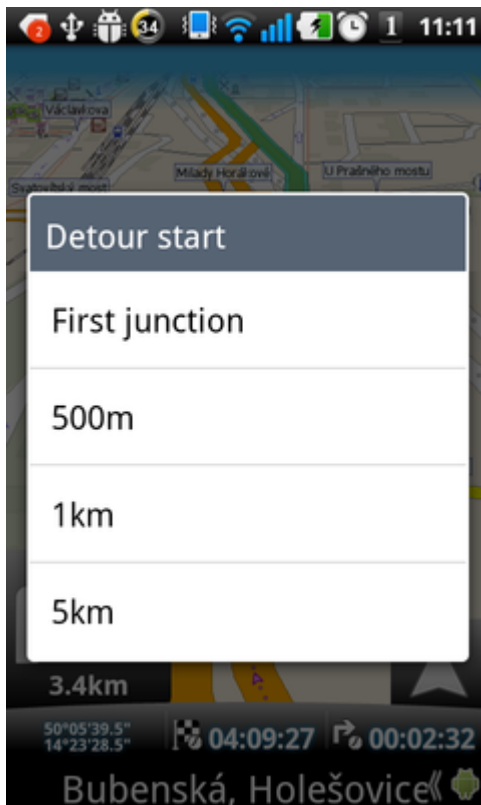 2
34
1 11:11
Václavkova
Milady Horákové
U Prašného mostu
Svatovítský most
Detour start
First junction
500m
1km
5km
3.4km
50°05'39.5"
14°23'28.5"
04:09:27
00:02:32
Bubenská, Holešovice